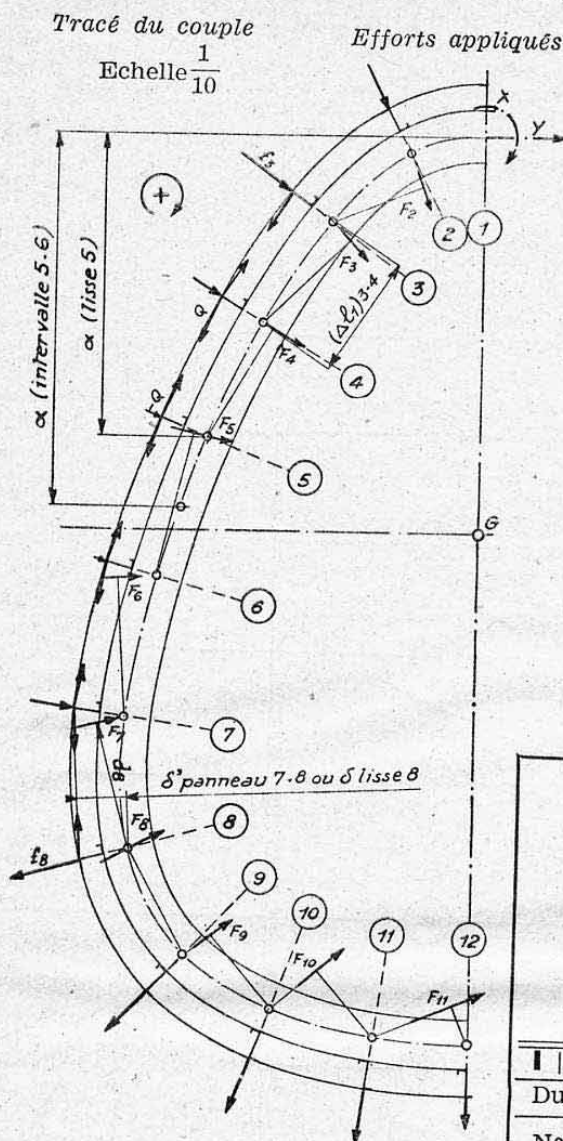 Tracé du couple
Echelle 1/10
Efforts appliqués
X
Y
f3
+
F2
2
1
F3
3
α (intervalle 5.6)
α (lisse 5)
Q
F4
(Δl1)3-4
4
Q
F5
5
G
F6
6
F7
7
d8
δ' panneau 7.8 ou δ lisse 8
F8
8
f8
9
F9
10
11
12
F10
F11
Du